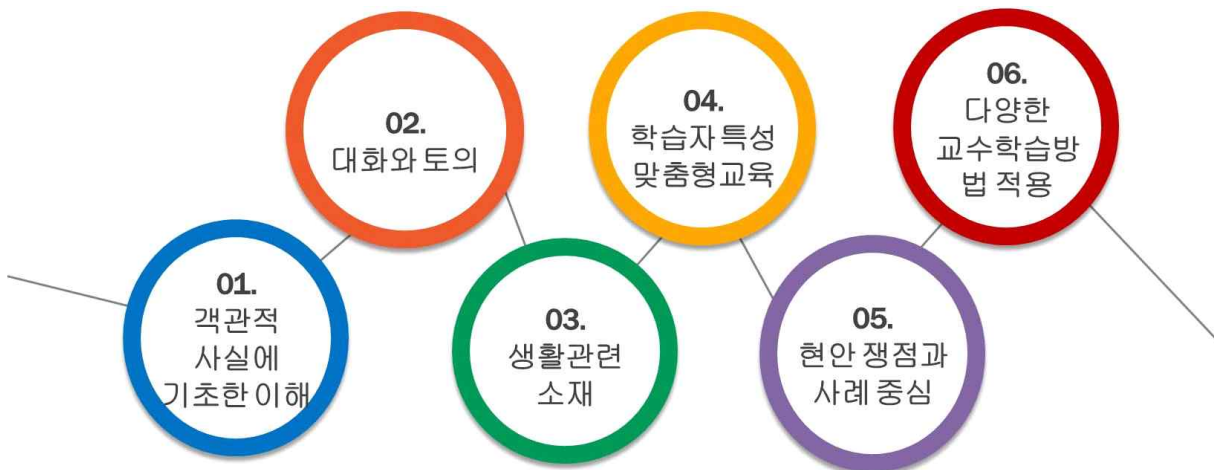 01.
객관적
사실에
기초한 이해
02.
대화와 토의
03.
생활관련
소재
04.
학습자 특성
맞춤형교육
05.
현안 쟁점과
사례 중심
06.
다양한
교수학습방
법 적용